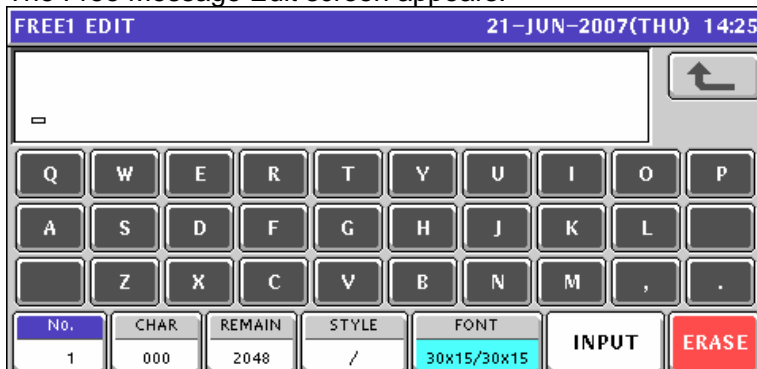 The Free Message Edit screen appears.
FREE1 EDIT 21-JUN-2007(THU) 14:25
Q W E R T Y U I O P
A S D F G H J K L
Z X C V B N M , .
No. CHAR REMAIN STYLE FONT INPUT ERASE
1 000 2048 / 30x15/30x15